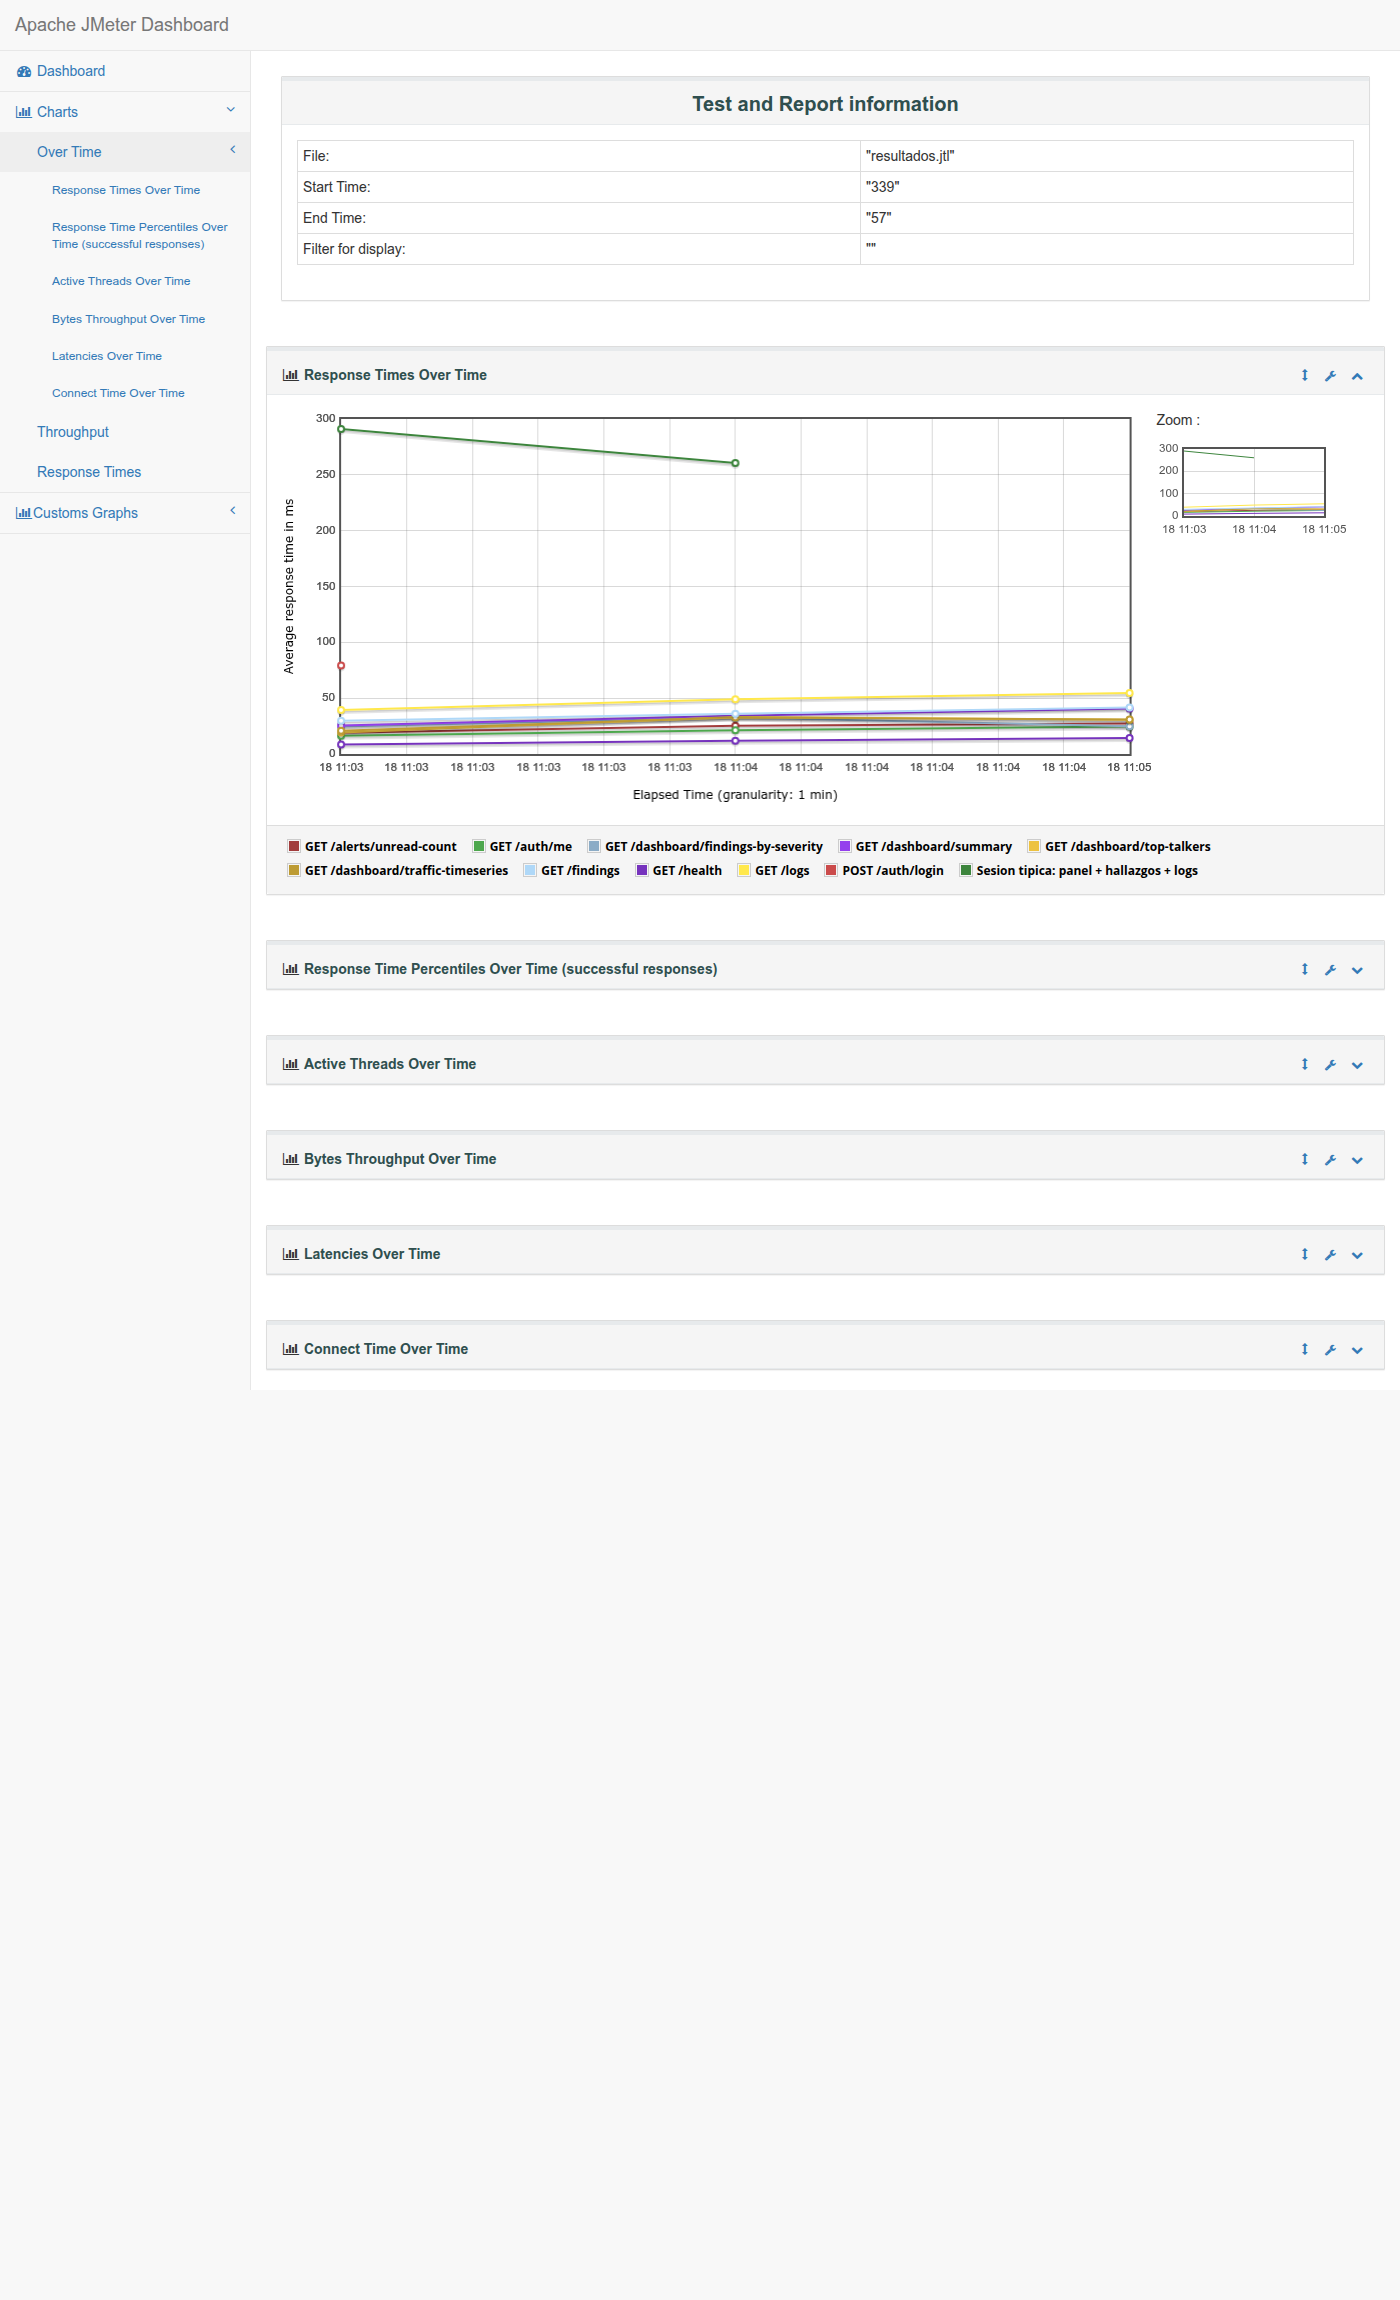 Apache JMeter Dashboard
Dashboard
Charts
Over Time
Response Times Over Time
Response Time Percentiles Over
Time (successful responses)
Active Threads Over Time
Bytes Throughput Over Time
Latencies Over Time
Connect Time Over Time
Throughput
Response Times
Customs Graphs
Test and Report information
File: "resultados.jtl"
Start Time: "339"
End Time: "57"
Filter for display: ""
Response Times Over Time
300
250
200
150
100
50
0
Average response time in ms
18 11:03 18 11:03 18 11:03 18 11:03 18 11:03 18 11:03 18 11:04 18 11:04 18 11:04 18 11:04 18 11:04 18 11:04 18 11:05
Elapsed Time (granularity: 1 min)
Zoom :
300
200
100
0
18 11:03 18 11:04 18 11:05
GET /alerts/unread-count GET /auth/me GET /dashboard/findings-by-severity GET /dashboard/summary GET /dashboard/top-talkers
GET /dashboard/traffic-timeseries GET /findings GET /health GET /logs POST /auth/login Sesion tipica: panel + hallazgos + logs
Response Time Percentiles Over Time (successful responses)
Active Threads Over Time
Bytes Throughput Over Time
Latencies Over Time
Connect Time Over Time